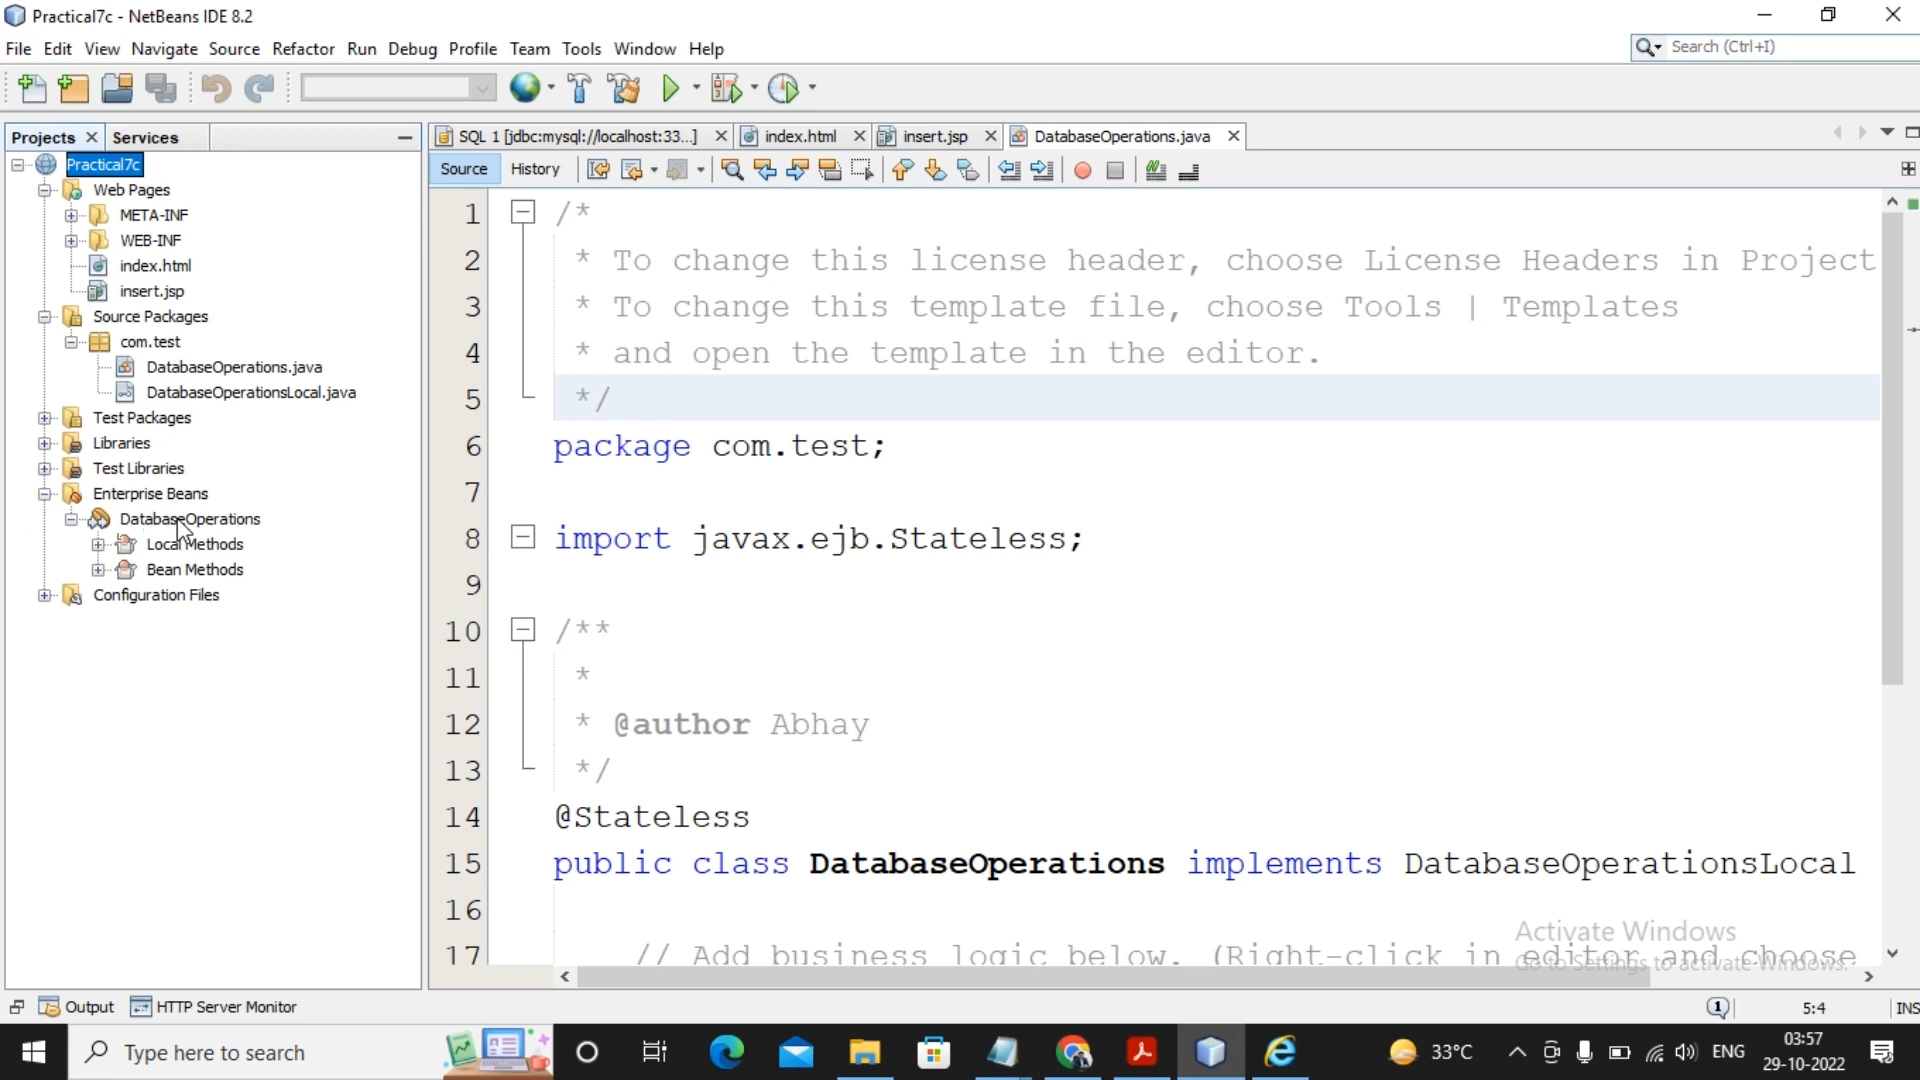 Practical7c - NetBeans IDE 8.2
File Edit View Navigate Source Refactor Run Debug Profile Team Tools Window Help
Search (Ctrl+I)
Projects
Services
SQL 1 [jdbc:mysql://localhost:33...]
index.html
insert.jsp
DatabaseOperations.java
Source
History
Practical7c
Web Pages
META-INF
WEB-INF
index.html
insert.jsp
Source Packages
com.test
DatabaseOperations.java
DatabaseOperationsLocal.java
Test Packages
Libraries
Test Libraries
Enterprise Beans
DatabaseOperations
Local Methods
Bean Methods
Configuration Files
1 /*
2 * To change this license header, choose License Headers in Project
3 * To change this template file, choose Tools | Templates
4 * and open the template in the editor.
5 */
6 package com.test;
7
8 import javax.ejb.Stateless;
9
10 /**
11 *
12 * @author Abhay
13 */
14 @Stateless
15 public class DatabaseOperations implements DatabaseOperationsLocal
16
17 // Add business logic below. (Right-click in editor and choose
Activate Windows
Go to Settings to activate Windows.
Output
HTTP Server Monitor
1
5:4
INS
Type here to search
33°C
ENG
03:57
29-10-2022